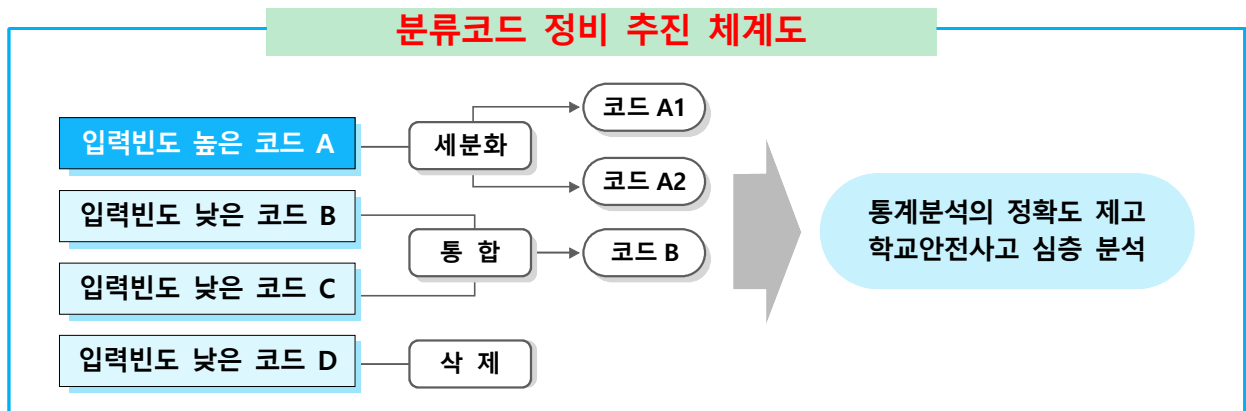 분류코드 정비 추진 체계도
입력빈도 높은 코드 A
세분화
코드 A1
코드 A2
입력빈도 낮은 코드 B
입력빈도 낮은 코드 C
통 합
코드 B
입력빈도 낮은 코드 D
삭 제
통계분석의 정확도 제고
학교안전사고 심층 분석